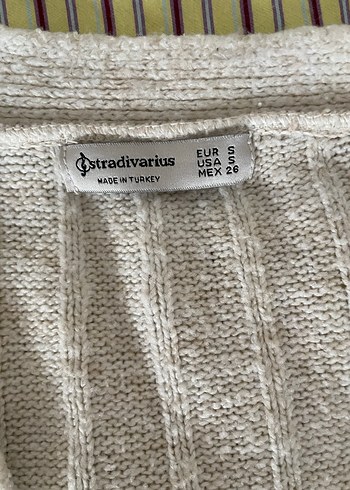 stradivarius
MADE IN TURKEY
EUR S
USA S
MEX 26